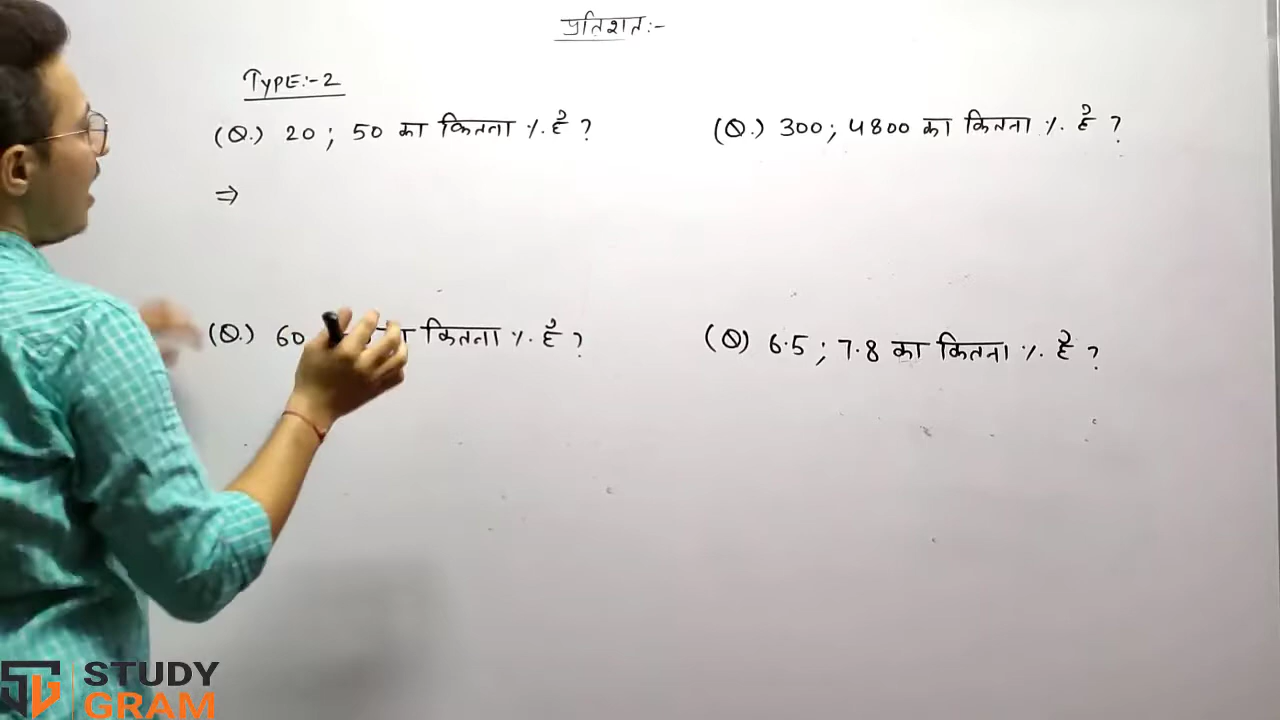 प्रतिशतः-
TYPE:-2
(Q.) 20 ; 50 का कितना %. है ?
⇒
(Q.) 300 ; 4800 का कितना %. है ?
(Q.) 60 कितना %. है ?
(Q) 6.5 ; 7.8 का कितना %. है ?
STUDY
GRAM